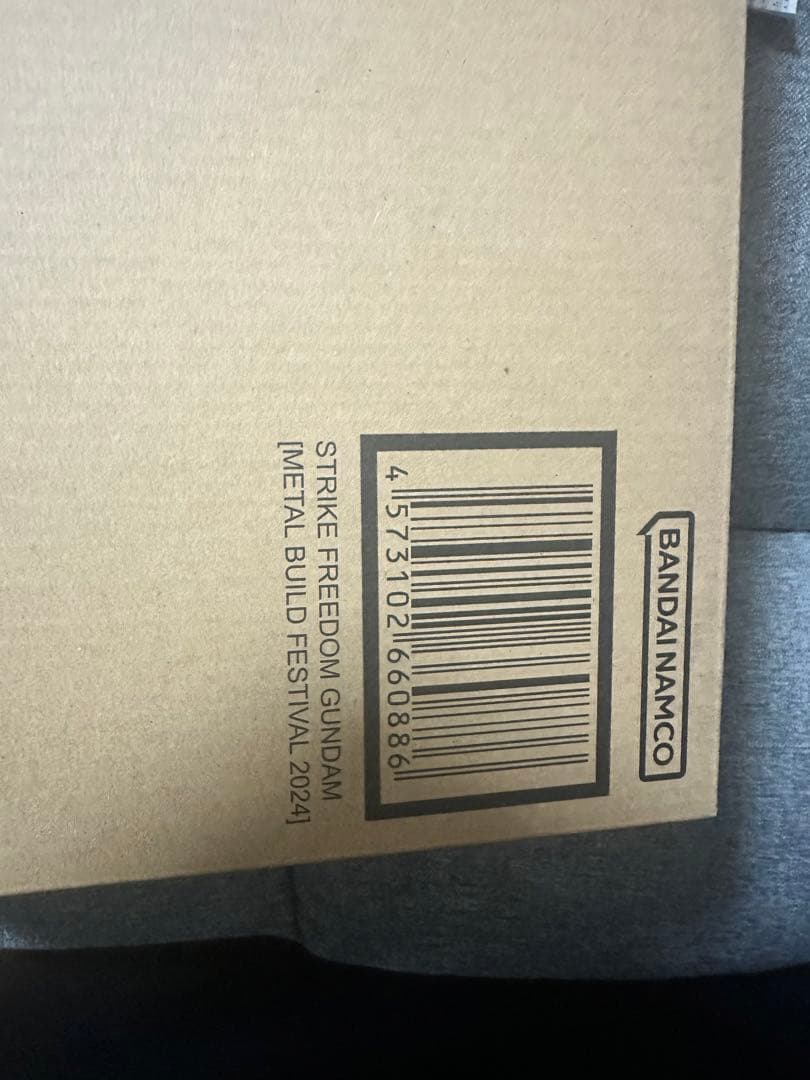 BANDAI NAMCO
4 573102 660886
STRIKE FREEDOM GUNDAM
[METAL BUILD FESTIVAL 2024]